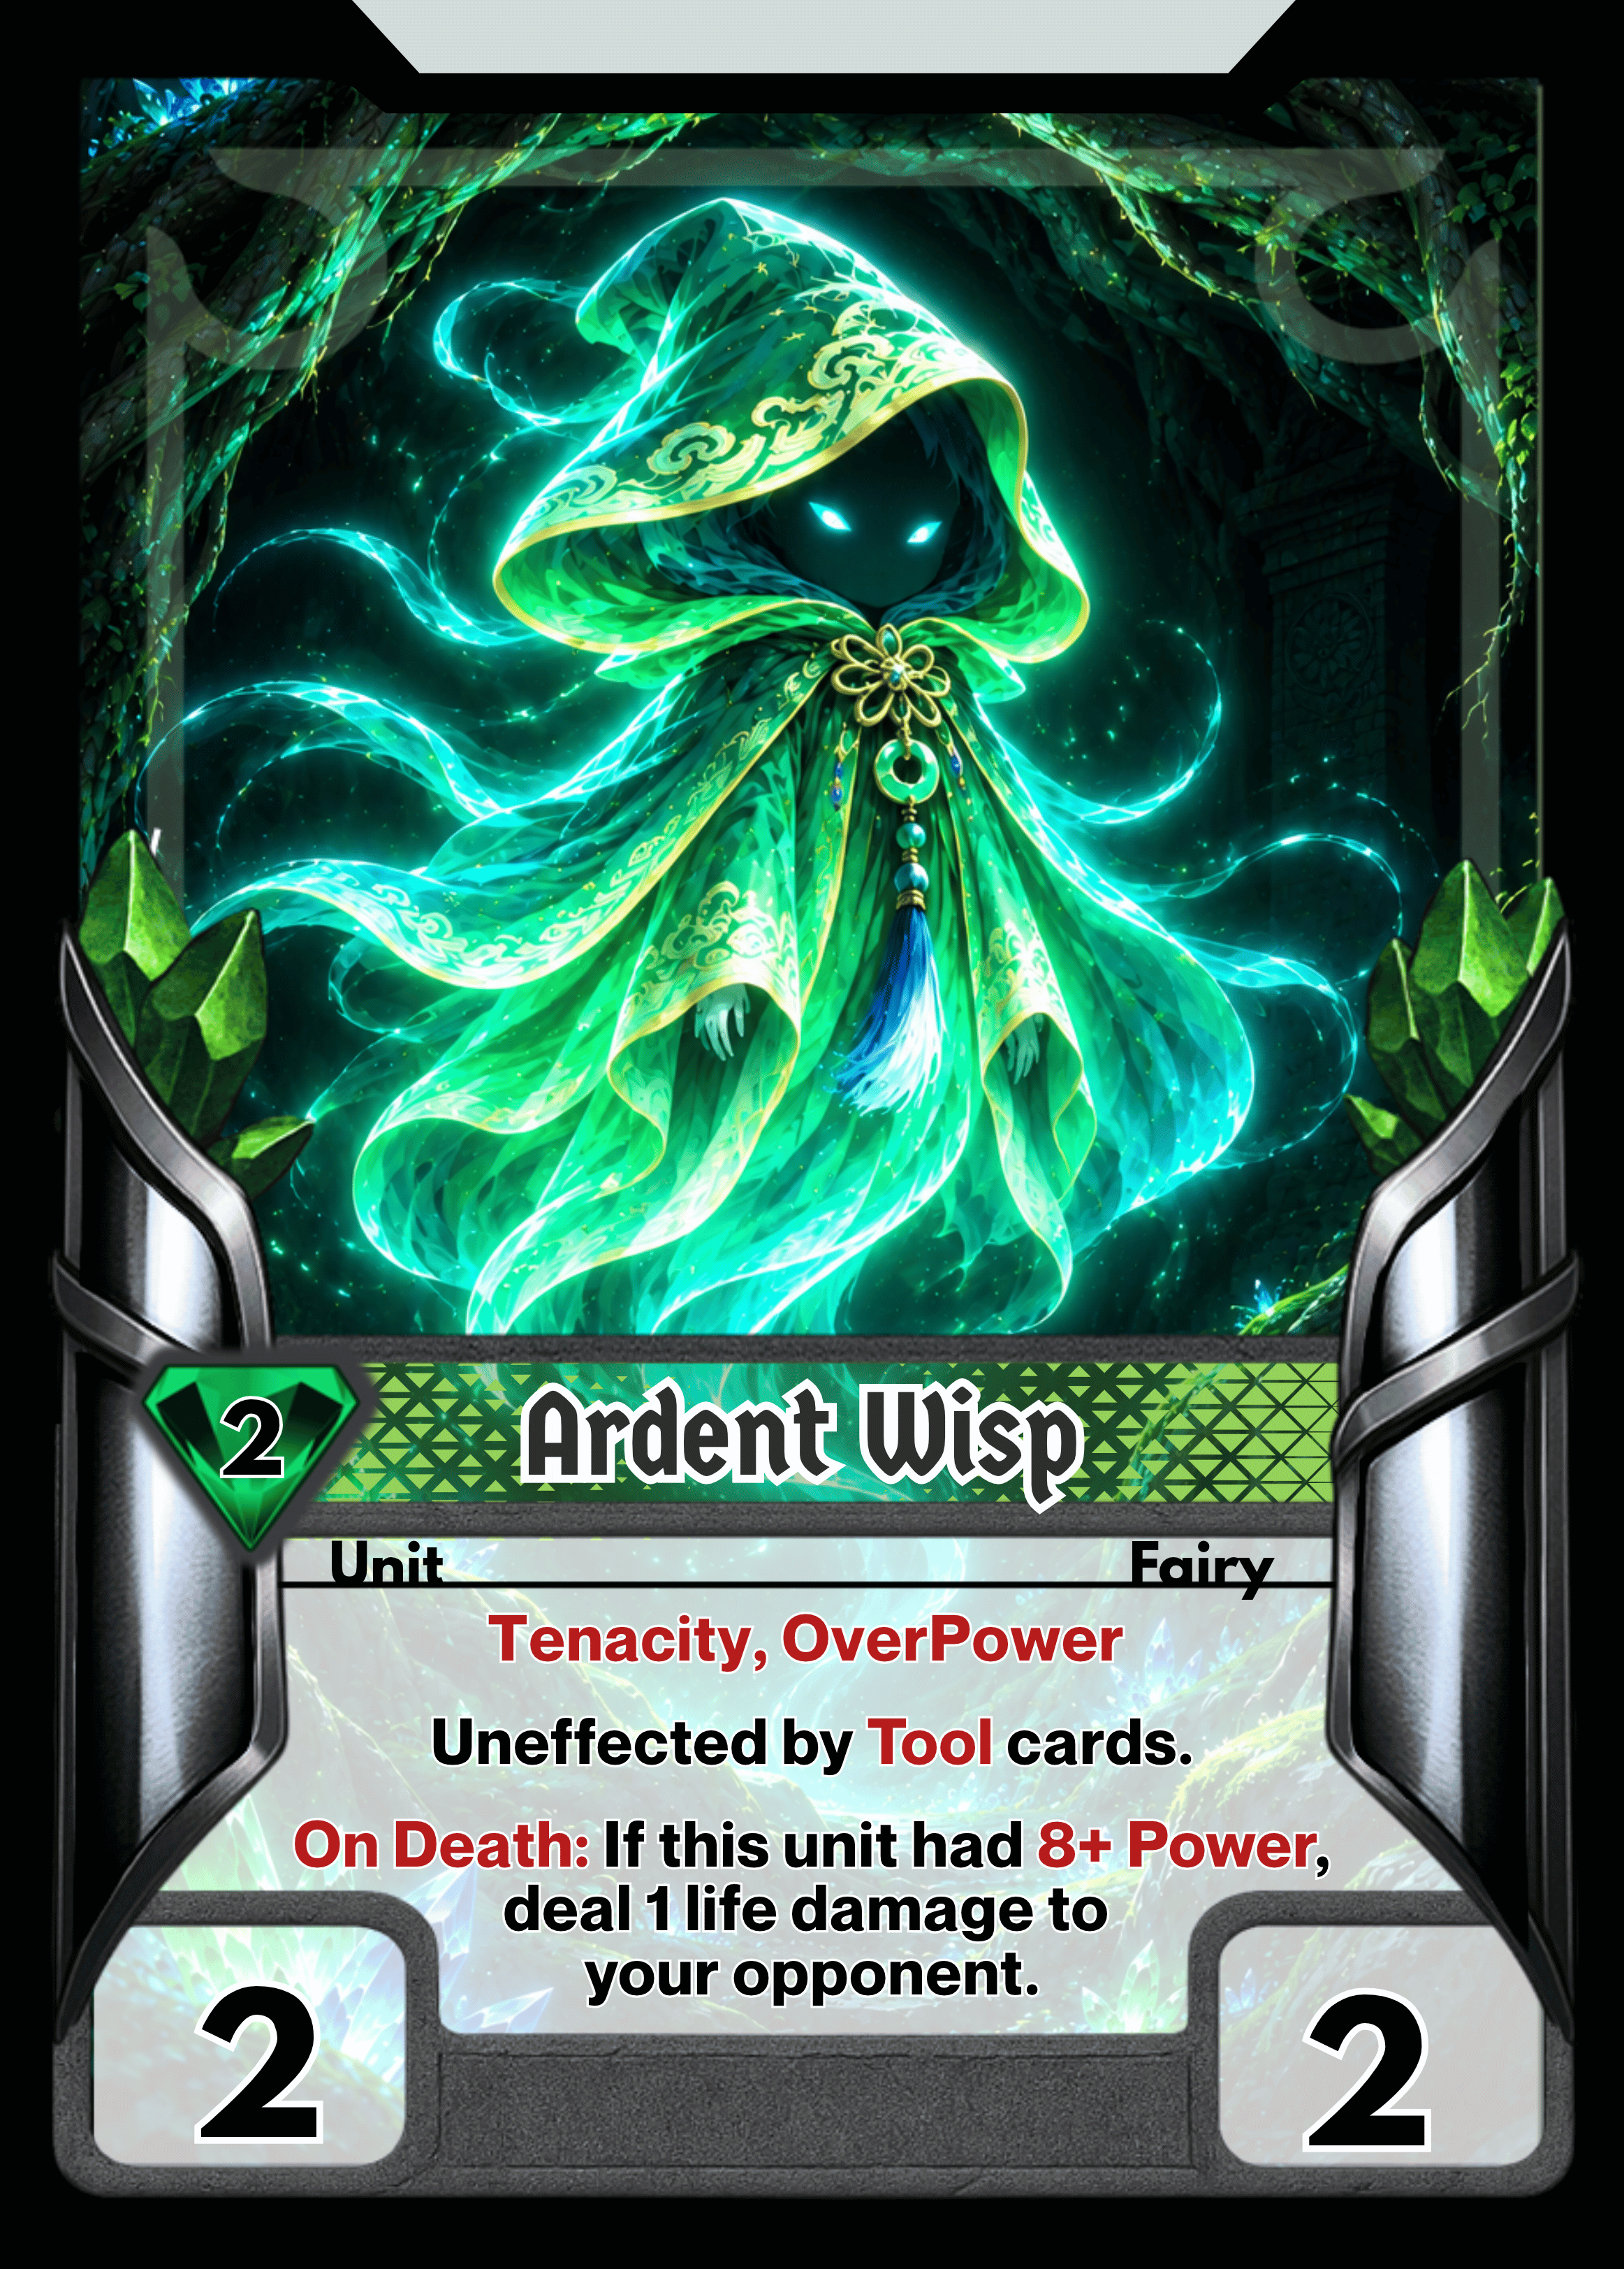 2
Ardent Wisp
Unit Fairy
Tenacity, OverPower
Uneffected by Tool cards.
On Death: If this unit had 8+ Power,
deal 1 life damage to
your opponent.
2 2